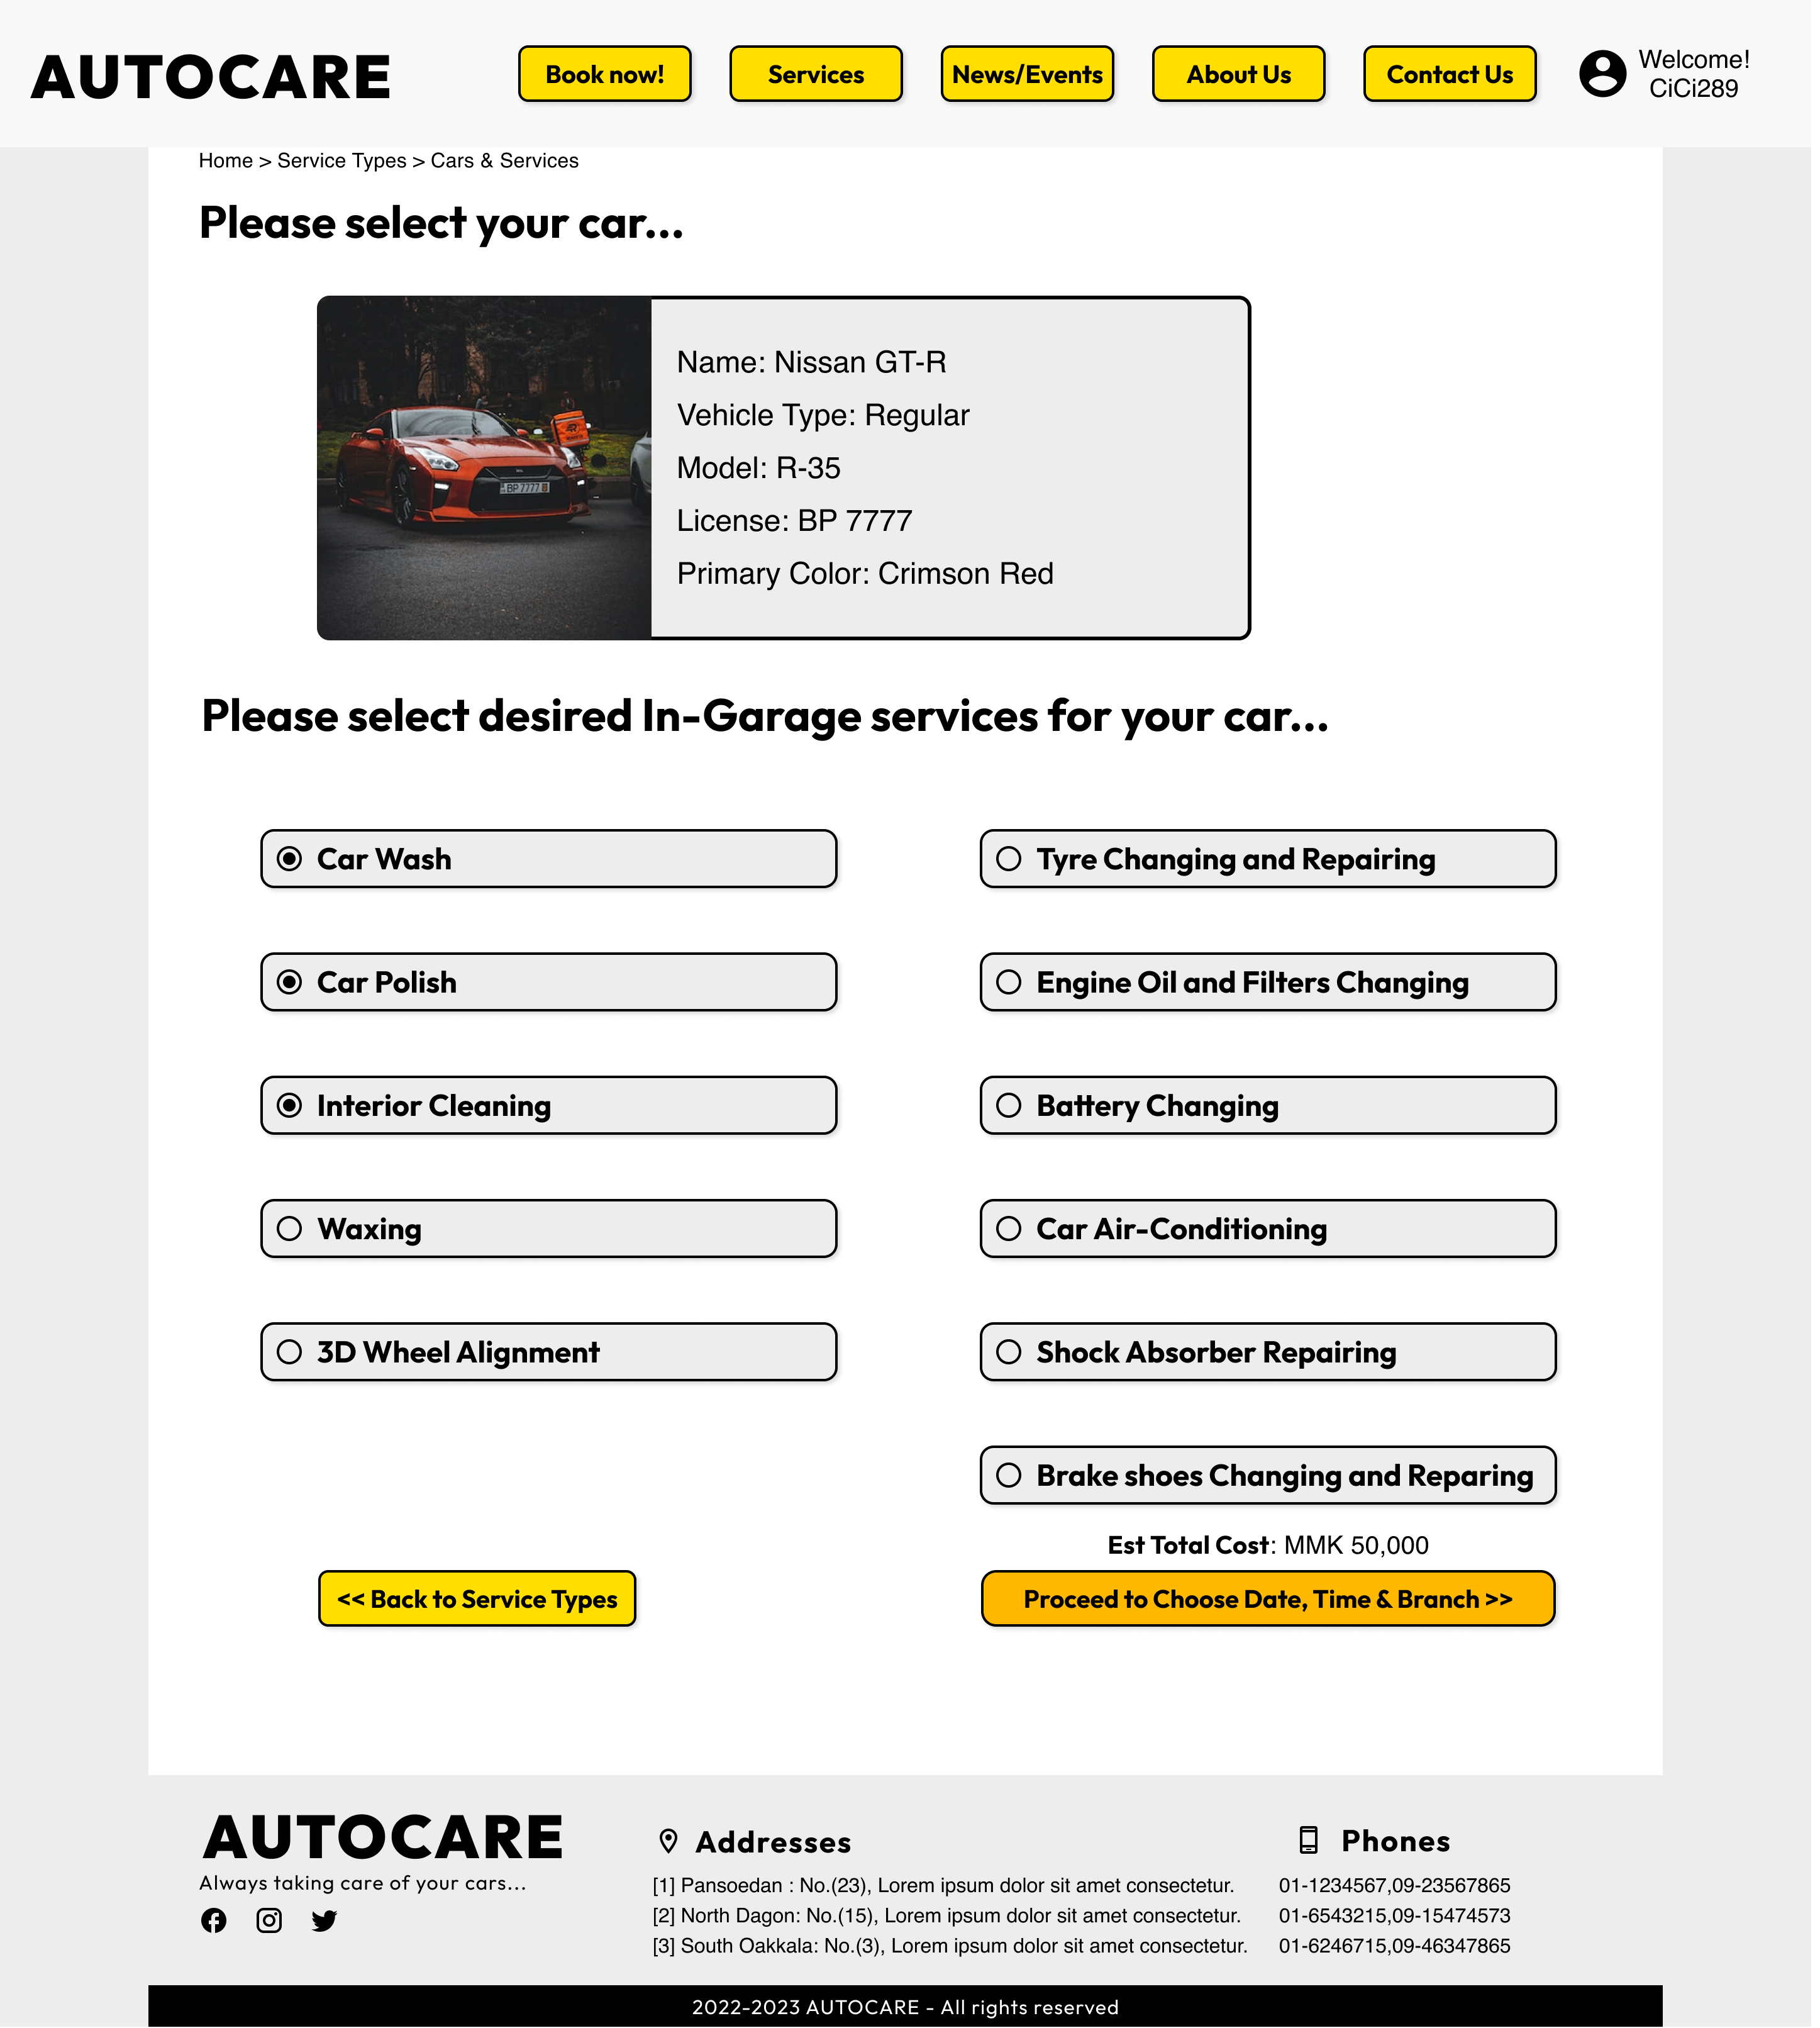 AUTOCARE
Book now!
Services
News/Events
About Us
Contact Us
Welcome!
CiCi289
Home > Service Types > Cars & Services
Please select your car...
BP 7777
Name: Nissan GT-R
Vehicle Type: Regular
Model: R-35
License: BP 7777
Primary Color: Crimson Red
Please select desired In-Garage services for your car...
Car Wash
Tyre Changing and Repairing
Car Polish
Engine Oil and Filters Changing
Interior Cleaning
Battery Changing
Waxing
Car Air-Conditioning
3D Wheel Alignment
Shock Absorber Repairing
Brake shoes Changing and Reparing
Est Total Cost: MMK 50,000
<< Back to Service Types
Proceed to Choose Date, Time & Branch >>
AUTOCARE
Always taking care of your cars...
Addresses
[1] Pansoedan : No.(23), Lorem ipsum dolor sit amet consectetur.
[2] North Dagon: No.(15), Lorem ipsum dolor sit amet consectetur.
[3] South Oakkala: No.(3), Lorem ipsum dolor sit amet consectetur.
Phones
01-1234567,09-23567865
01-6543215,09-15474573
01-6246715,09-46347865
2022-2023 AUTOCARE - All rights reserved